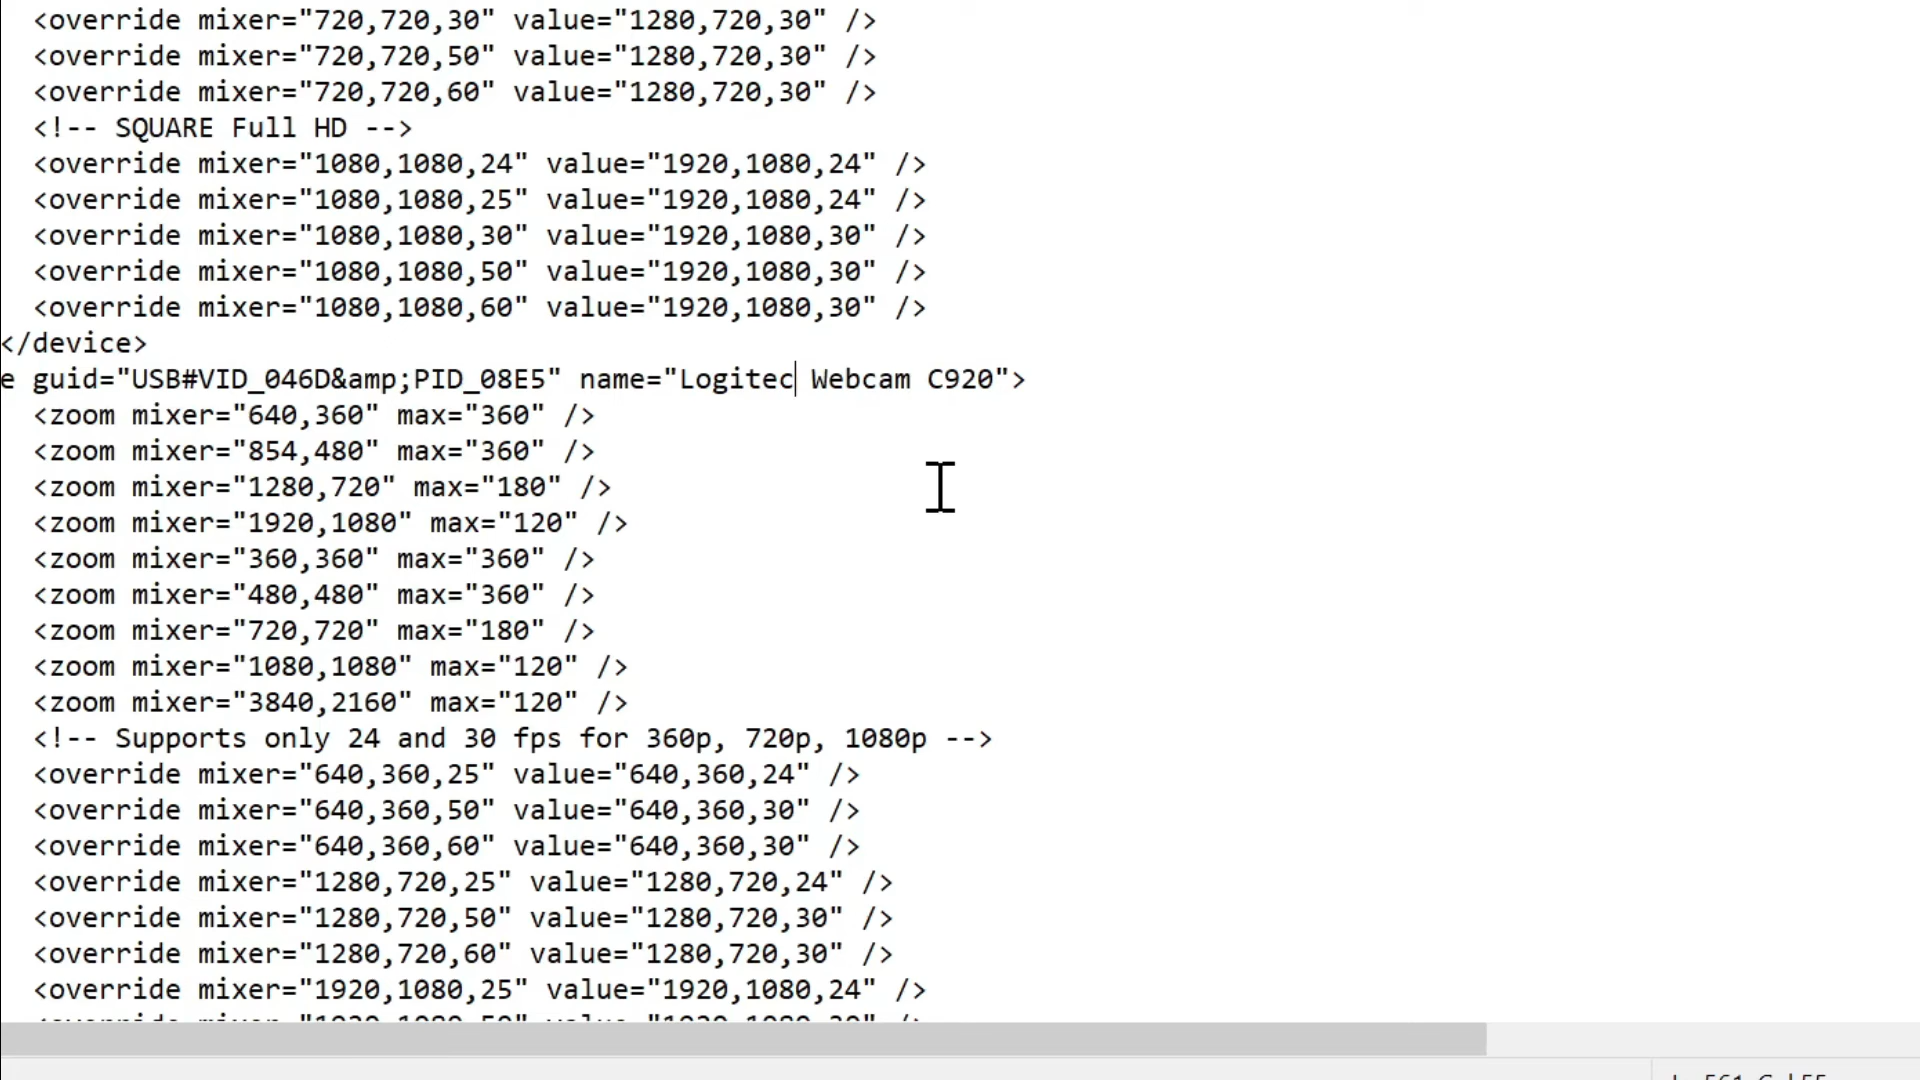 <override mixer="720,720,30" value="1280,720,30" />
<override mixer="720,720,50" value="1280,720,30" />
<override mixer="720,720,60" value="1280,720,30" />
<!-- SQUARE Full HD -->
<override mixer="1080,1080,24" value="1920,1080,24" />
<override mixer="1080,1080,25" value="1920,1080,24" />
<override mixer="1080,1080,30" value="1920,1080,30" />
<override mixer="1080,1080,50" value="1920,1080,30" />
<override mixer="1080,1080,60" value="1920,1080,30" />
</device>
e guid="USB#VID_046D&amp;PID_08E5" name="Logitec Webcam C920">
<zoom mixer="640,360" max="360" />
<zoom mixer="854,480" max="360" />
<zoom mixer="1280,720" max="180" />
<zoom mixer="1920,1080" max="120" />
<zoom mixer="360,360" max="360" />
<zoom mixer="480,480" max="360" />
<zoom mixer="720,720" max="180" />
<zoom mixer="1080,1080" max="120" />
<zoom mixer="3840,2160" max="120" />
<!-- Supports only 24 and 30 fps for 360p, 720p, 1080p -->
<override mixer="640,360,25" value="640,360,24" />
<override mixer="640,360,50" value="640,360,30" />
<override mixer="640,360,60" value="640,360,30" />
<override mixer="1280,720,25" value="1280,720,24" />
<override mixer="1280,720,50" value="1280,720,30" />
<override mixer="1280,720,60" value="1280,720,30" />
<override mixer="1920,1080,25" value="1920,1080,24" />